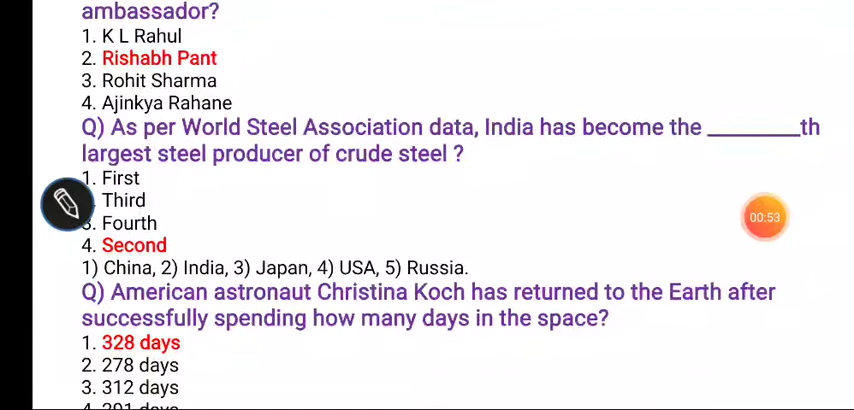 ambassador?
1. K L Rahul
2. Rishabh Pant
3. Rohit Sharma
4. Ajinkya Rahane
Q) As per World Steel Association data, India has become the ________th
largest steel producer of crude steel ?
1. First
Third
3. Fourth
00:53
4. Second
1) China, 2) India, 3) Japan, 4) USA, 5) Russia.
Q) American astronaut Christina Koch has returned to the Earth after
successfully spending how many days in the space?
1. 328 days
2. 278 days
3. 312 days